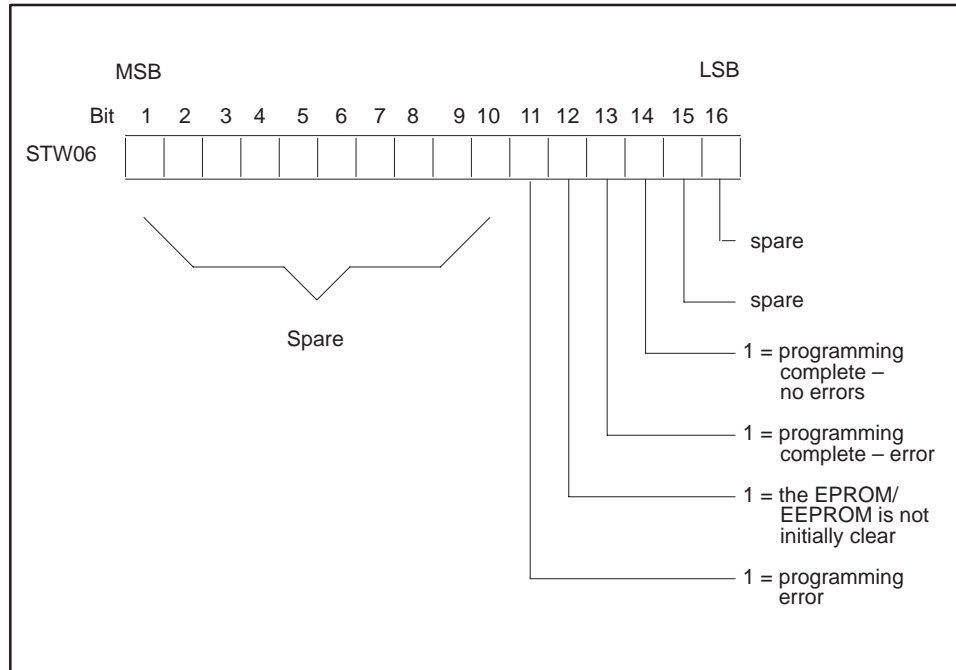 MSB LSB
Bit 1 2 3 4 5 6 7 8 9 10 11 12 13 14 15 16
STW06
spare
spare
Spare
1 = programming
complete –
no errors
1 = programming
complete – error
1 = the EPROM/
EEPROM is not
initially clear
1 = programming
error